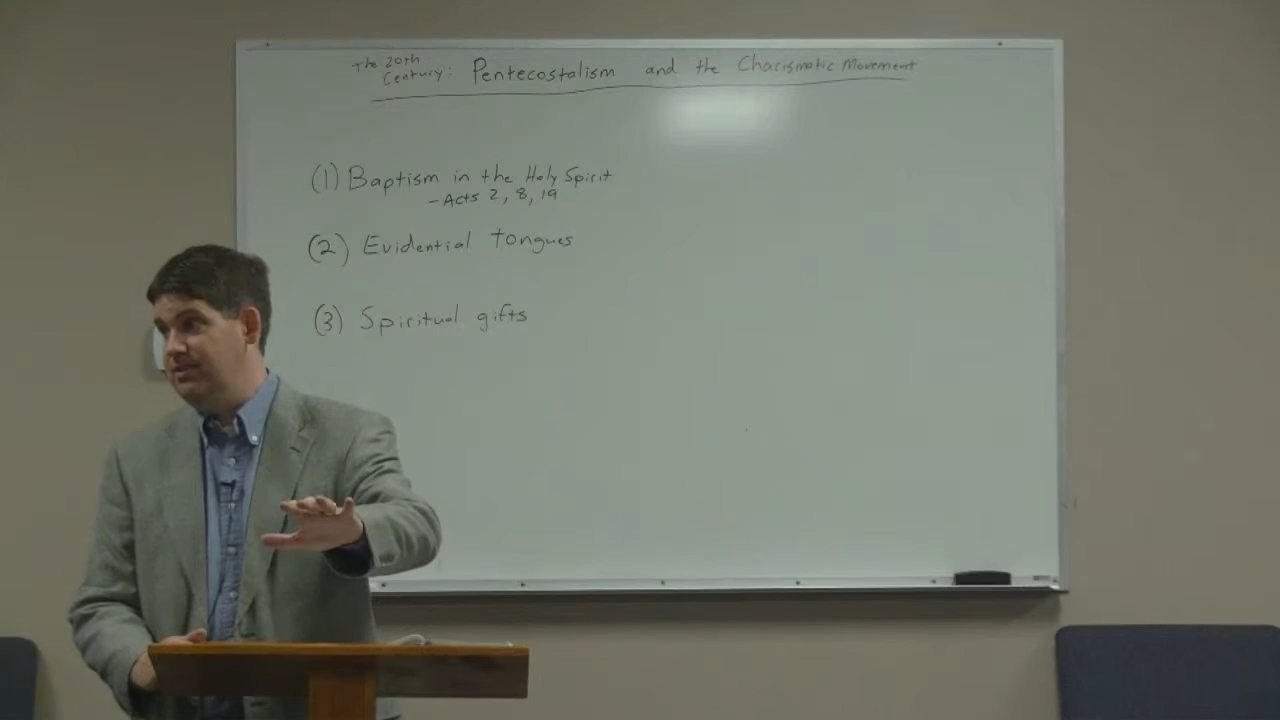 The 20th
Century: Pentecostalism and the Charismatic Movement
(1) Baptism in the Holy Spirit
- Acts 2, 8, 19
(2) Evidential tongues
(3) Spiritual gifts